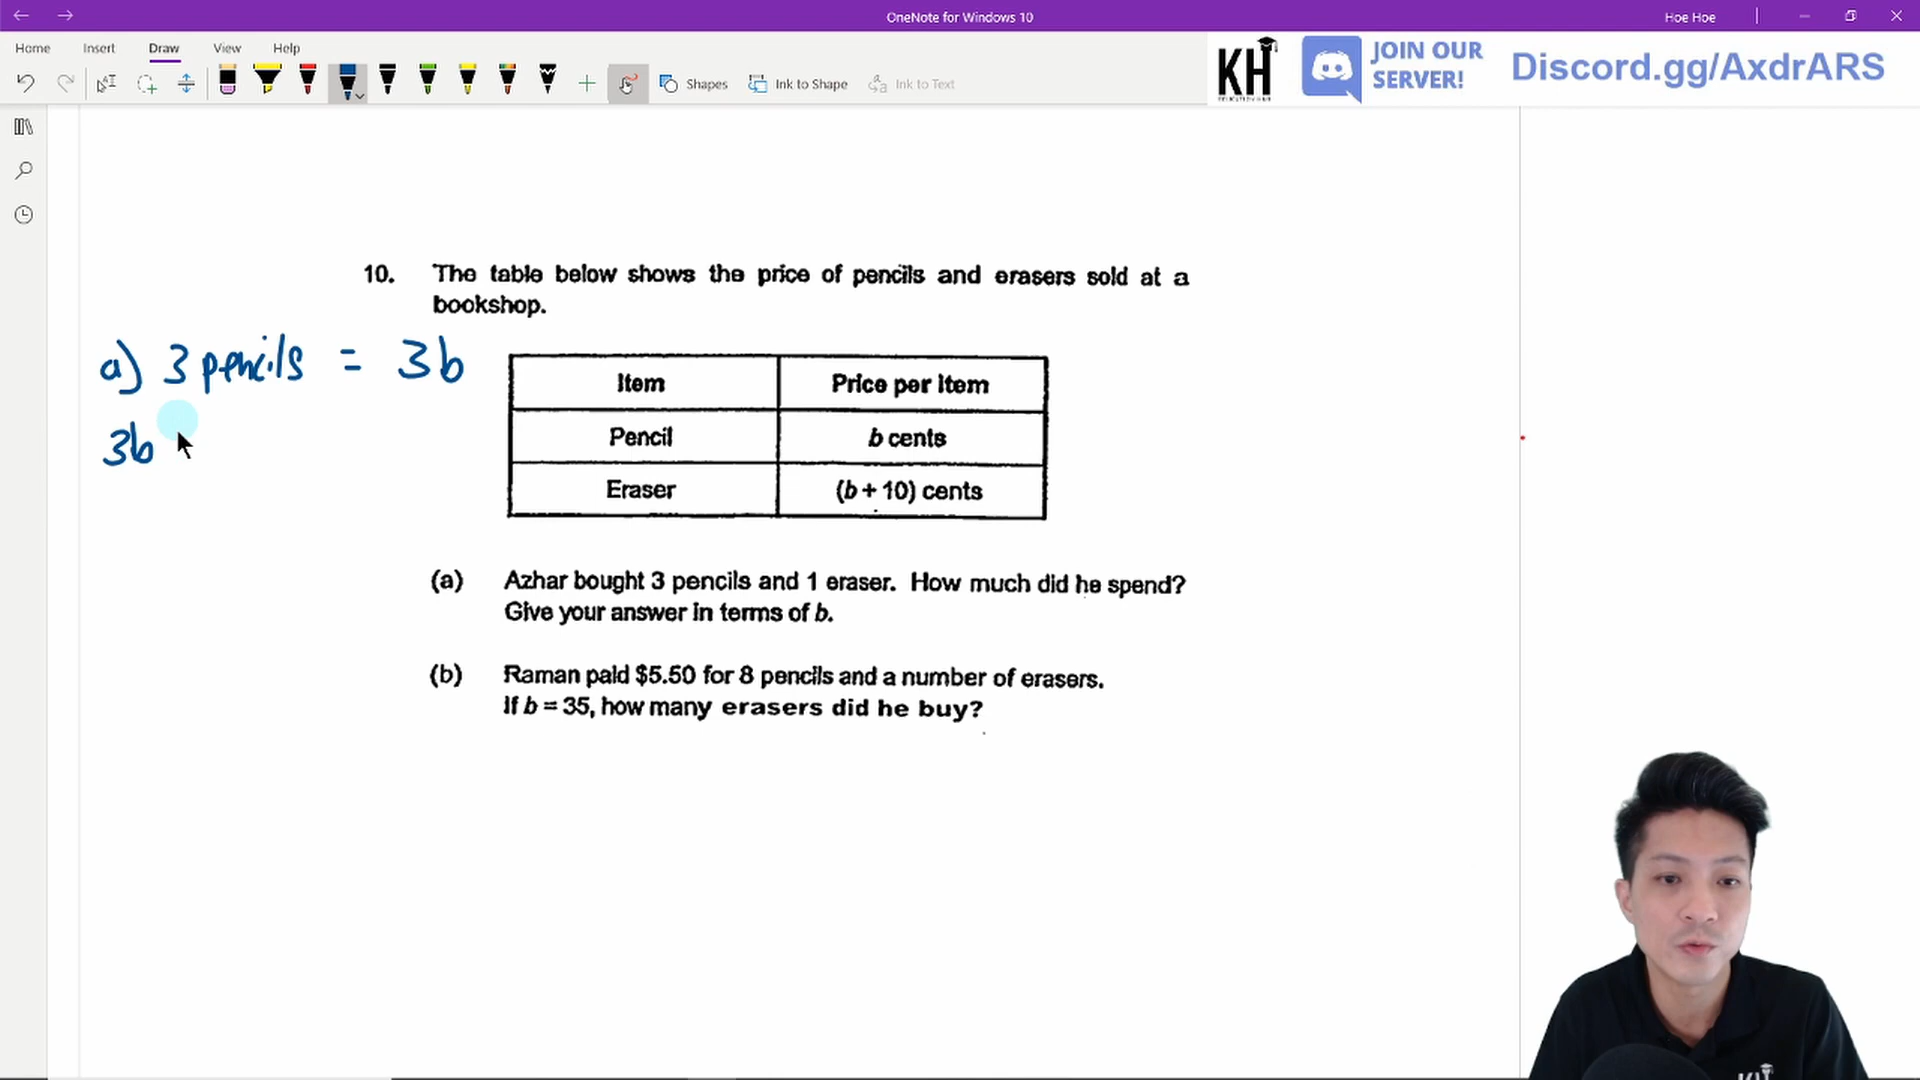 OneNote for Windows 10
Hoe Hoe
Home Insert Draw View Help
Shapes Ink to Shape Ink to Text
KH
JOIN OUR
SERVER!
Discord.gg/AxdrARS
10. The table below shows the price of pencils and erasers sold at a
bookshop.
a) 3 pencils = 3b
3b
Item Price per item
Pencil b cents
Eraser (b + 10) cents
(a) Azhar bought 3 pencils and 1 eraser. How much did he spend?
Give your answer in terms of b.
(b) Raman paid $5.50 for 8 pencils and a number of erasers.
If b = 35, how many erasers did he buy?
KH